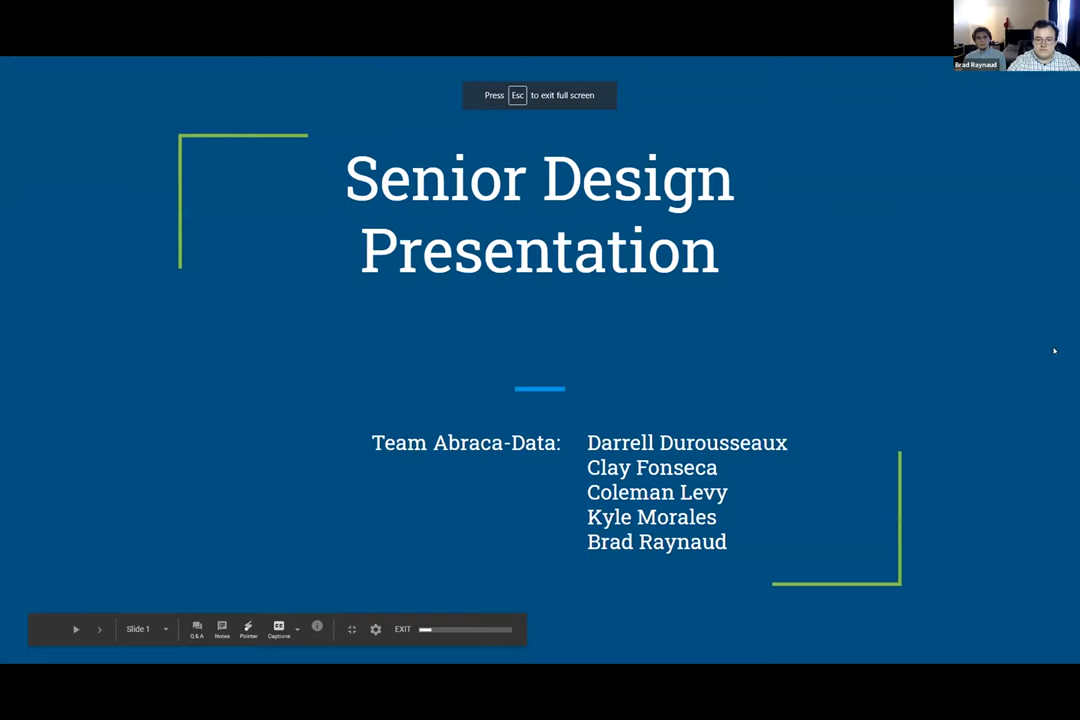 Brad Raynaud
Press Esc to exit full screen
Senior Design
Presentation
Team Abraca-Data: Darrell Durousseaux
Clay Fonseca
Coleman Levy
Kyle Morales
Brad Raynaud
Slide 1
Q & A Notes Pointer Captions
CC
EXIT